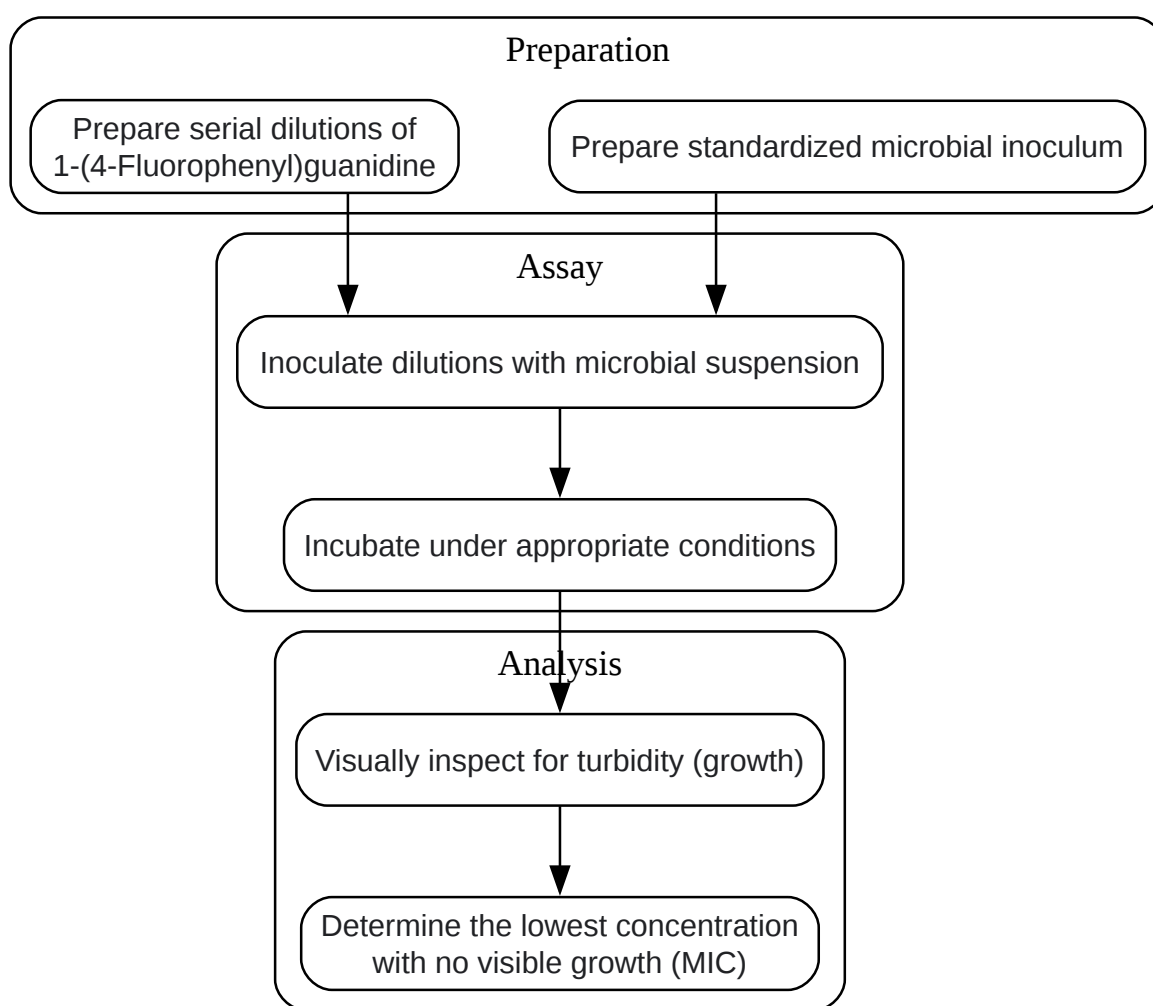 Preparation
Prepare serial dilutions of
1-(4-Fluorophenyl)guanidine
Prepare standardized microbial inoculum
Assay
Inoculate dilutions with microbial suspension
Incubate under appropriate conditions
Analysis
Visually inspect for turbidity (growth)
Determine the lowest concentration
with no visible growth (MIC)